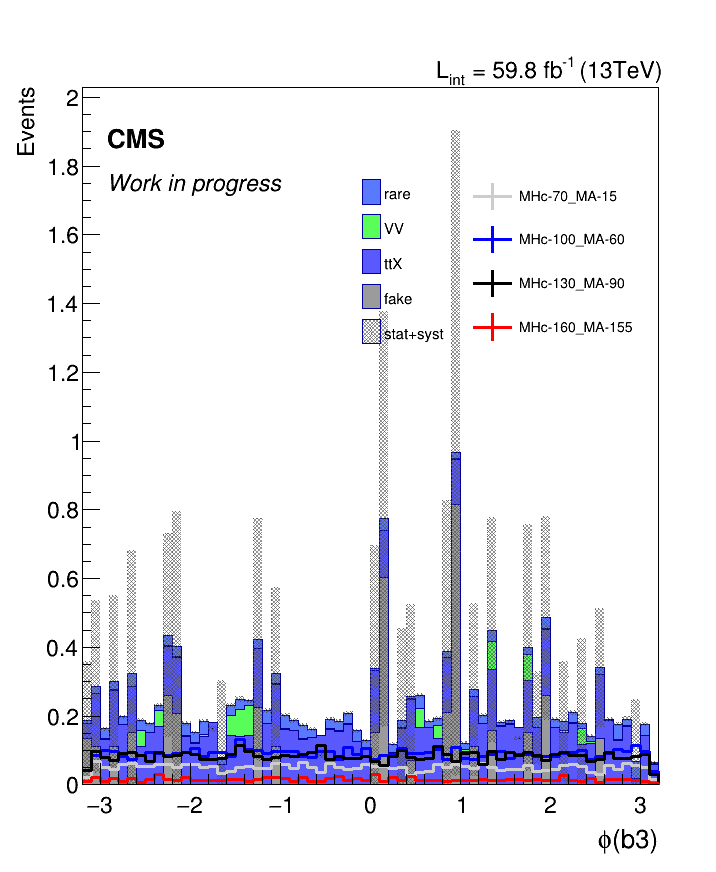 L_int = 59.8 fb⁻¹ (13TeV)
Events
CMS
Work in progress
rare
VV
ttX
fake
stat+syst
MHc-70_MA-15
MHc-100_MA-60
MHc-130_MA-90
MHc-160_MA-155
2
1.8
1.6
1.4
1.2
1
0.8
0.6
0.4
0.2
0
−3 −2 −1 0 1 2 3
ϕ(b3)